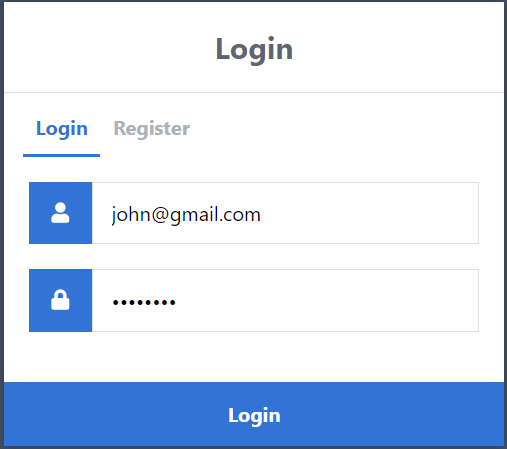 Login
Login Register
john@gmail.com
••••••••
Login